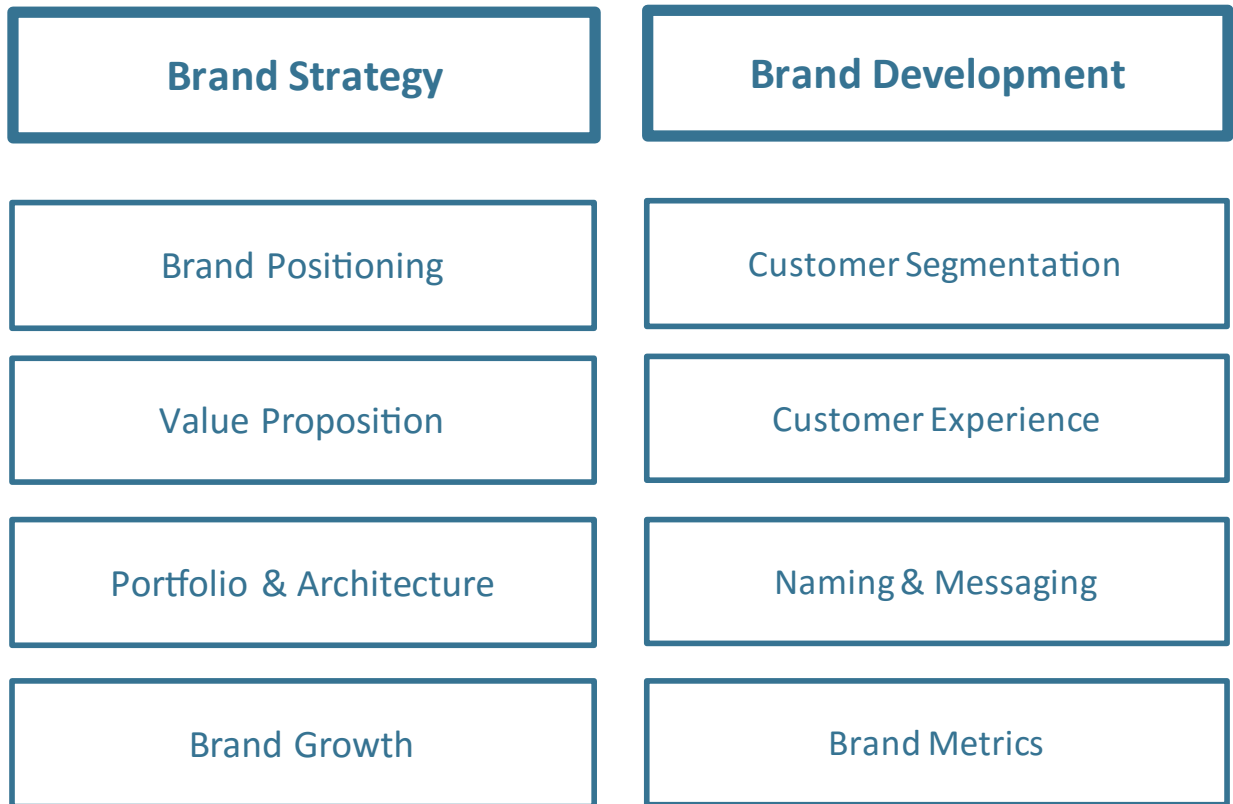 Brand Strategy
Brand Development
Brand Positioning
Customer Segmentation
Value Proposition
Customer Experience
Portfolio & Architecture
Naming & Messaging
Brand Growth
Brand Metrics